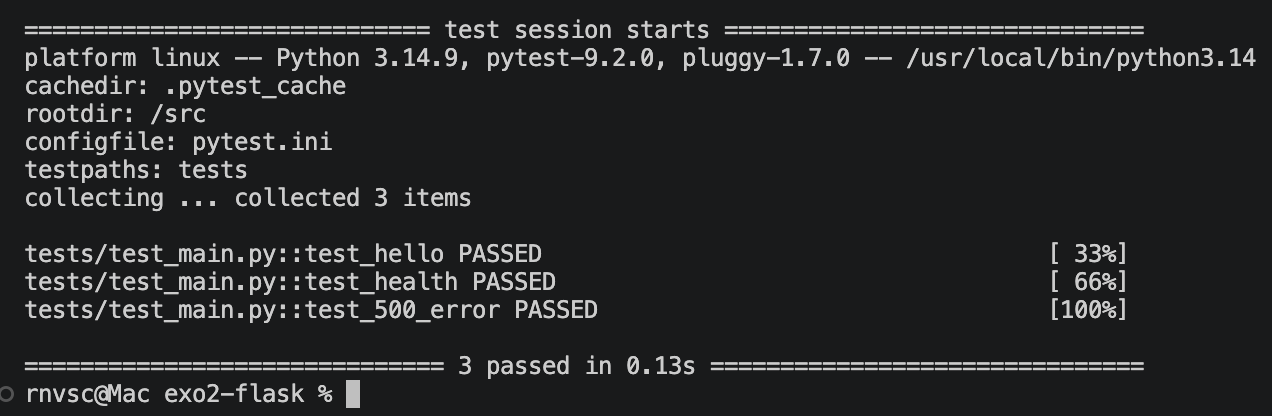 ============================= test session starts ==============================
platform linux -- Python 3.14.9, pytest-9.2.0, pluggy-1.7.0 -- /usr/local/bin/python3.14
cachedir: .pytest_cache
rootdir: /src
configfile: pytest.ini
testpaths: tests
collecting ... collected 3 items
tests/test_main.py::test_hello PASSED [ 33%]
tests/test_main.py::test_health PASSED [ 66%]
tests/test_main.py::test_500_error PASSED [100%]
============================== 3 passed in 0.13s ===============================
rnvsc@Mac exo2-flask %